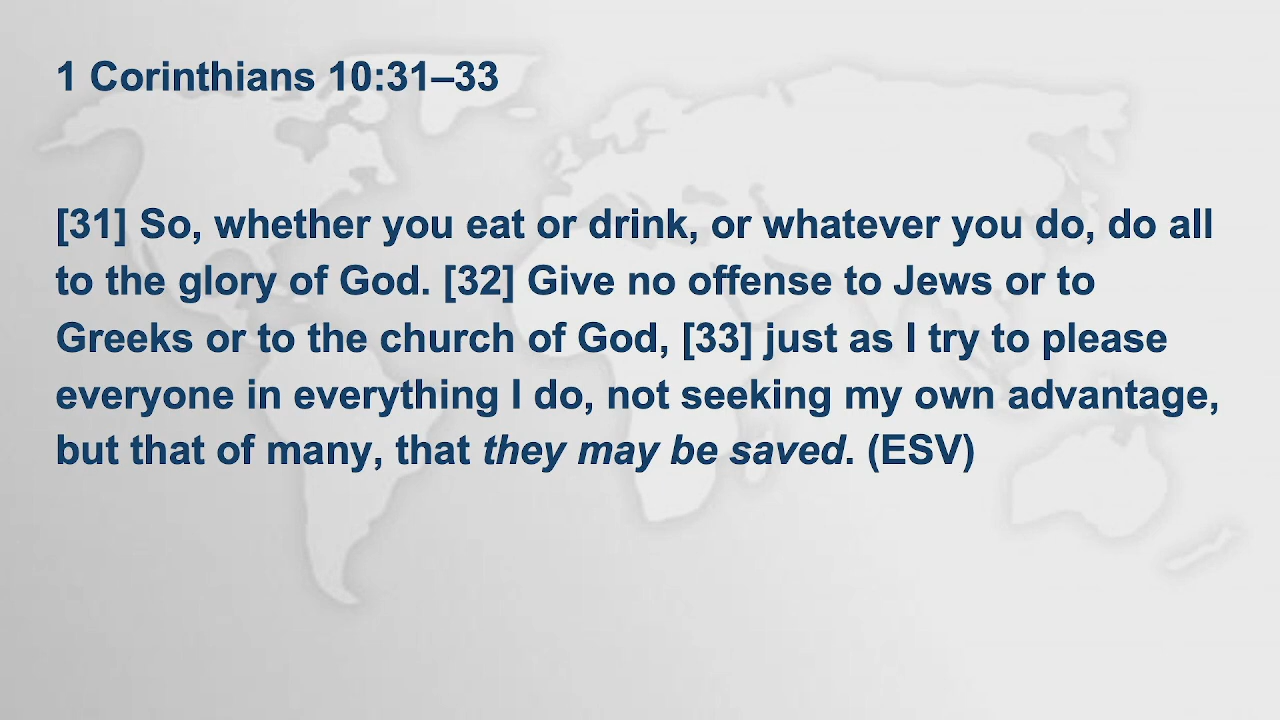 1 Corinthians 10:31–33
[31] So, whether you eat or drink, or whatever you do, do all
to the glory of God. [32] Give no offense to Jews or to
Greeks or to the church of God, [33] just as I try to please
everyone in everything I do, not seeking my own advantage,
but that of many, that they may be saved. (ESV)